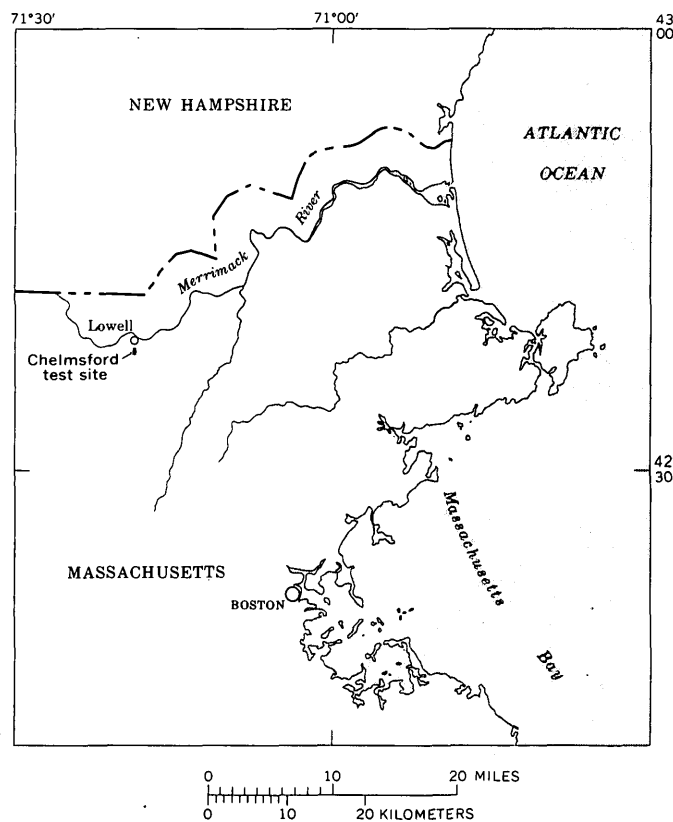 71°30'
71°00'
43
00
NEW HAMPSHIRE
ATLANTIC
OCEAN
River
Merrimack
Lowell
Chelmsford
test site
42
30
Massachusetts
Bay
MASSACHUSETTS
BOSTON
0 10 20 MILES
0 10 20 KILOMETERS